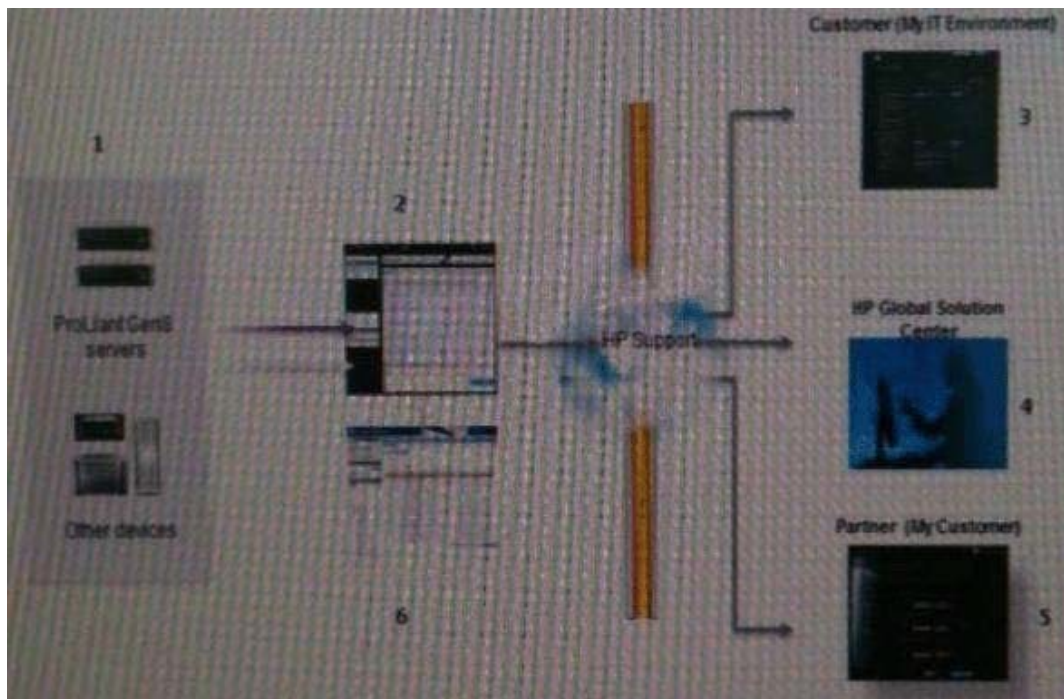 Customer (My IT Environment)
3
1
2
ProLiant Gen8
servers
HP Support
HP Global Solution
Center
4
Other devices
Partner (My Customer)
5
6